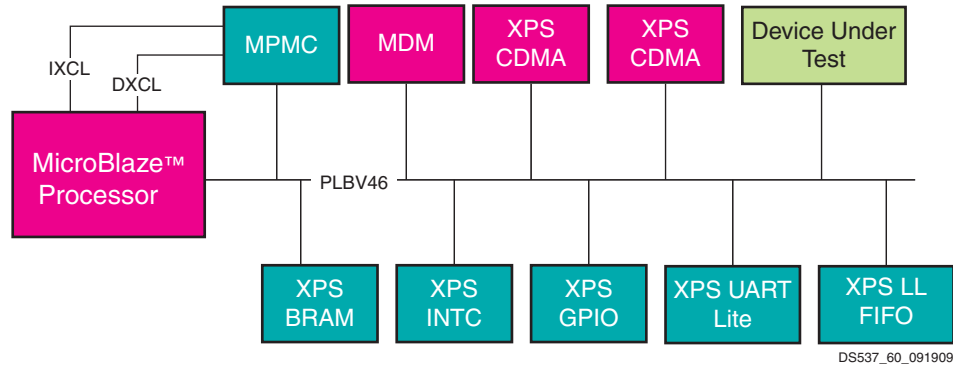 MPMC
MDM
XPS
CDMA
XPS
CDMA
Device Under
Test
IXCL
DXCL
MicroBlaze™
Processor
PLBV46
XPS
BRAM
XPS
INTC
XPS
GPIO
XPS UART
Lite
XPS LL
FIFO
DS537_60_091909